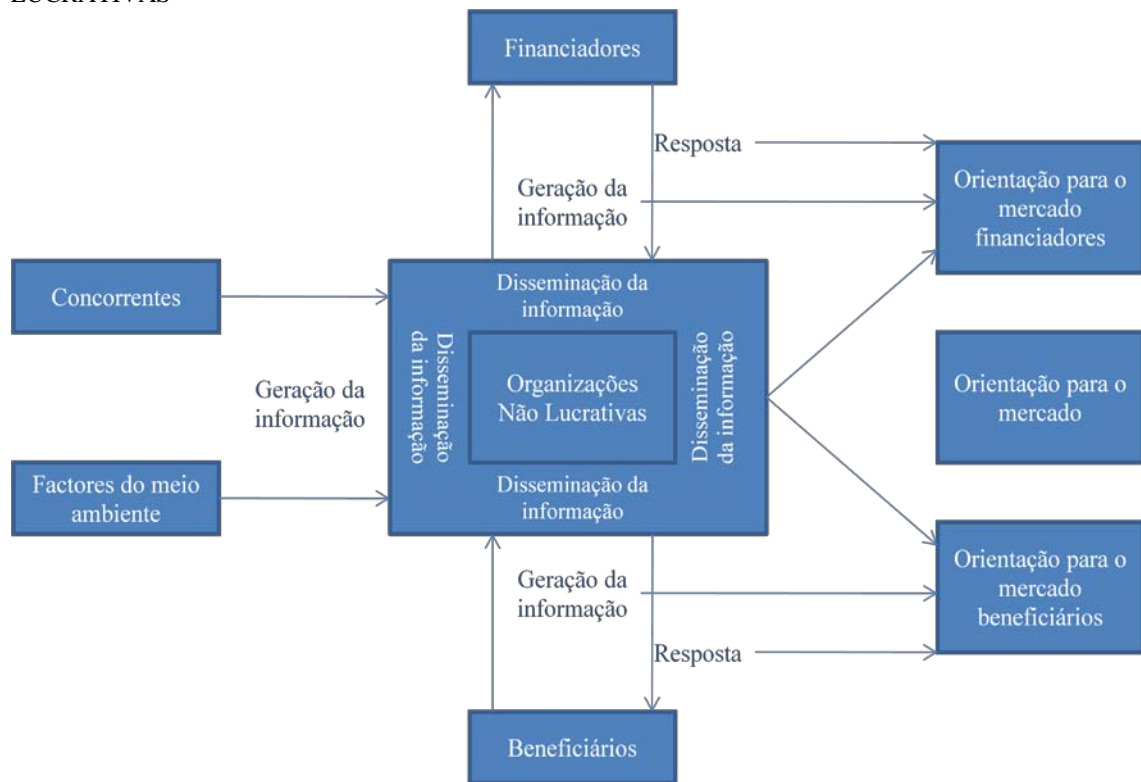 LUCRATIVAS
Financiadores
Resposta
Geração da
informação
Orientação para o
mercado
financiadores
Concorrentes
Disseminação da
informação
Disseminação
da informação
Organizações
Não Lucrativas
Disseminação
da informação
Geração da
informação
Orientação para o
mercado
Factores do meio
ambiente
Disseminação da
informação
Geração da
informação
Orientação para o
mercado
beneficiários
Resposta
Beneficiários